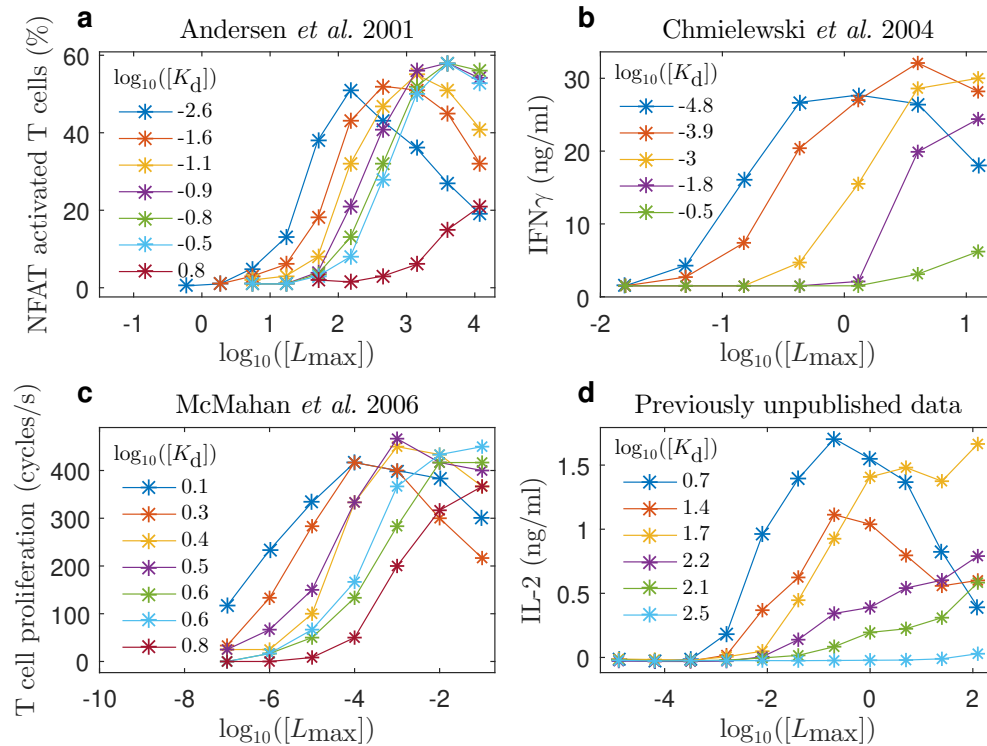 a Andersen et al. 2001
NFAT activated T cells (%)
60
40
20
0
log10([Kd])
-2.6
-1.6
-1.1
-0.9
-0.8
-0.5
0.8
-1 0 1 2 3 4
log10([Lmax])
b Chmielewski et al. 2004
IFNγ (ng/ml)
30
20
10
0
log10([Kd])
-4.8
-3.9
-3
-1.8
-0.5
-2 -1 0 1
log10([Lmax])
c McMahan et al. 2006
T cell proliferation (cycles/s)
400
300
200
100
0
log10([Kd])
0.1
0.3
0.4
0.5
0.6
0.6
0.8
-10 -8 -6 -4 -2
log10([Lmax])
d Previously unpublished data
IL-2 (ng/ml)
1.5
1
0.5
0
log10([Kd])
0.7
1.4
1.7
2.2
2.1
2.5
-4 -2 0 2
log10([Lmax])